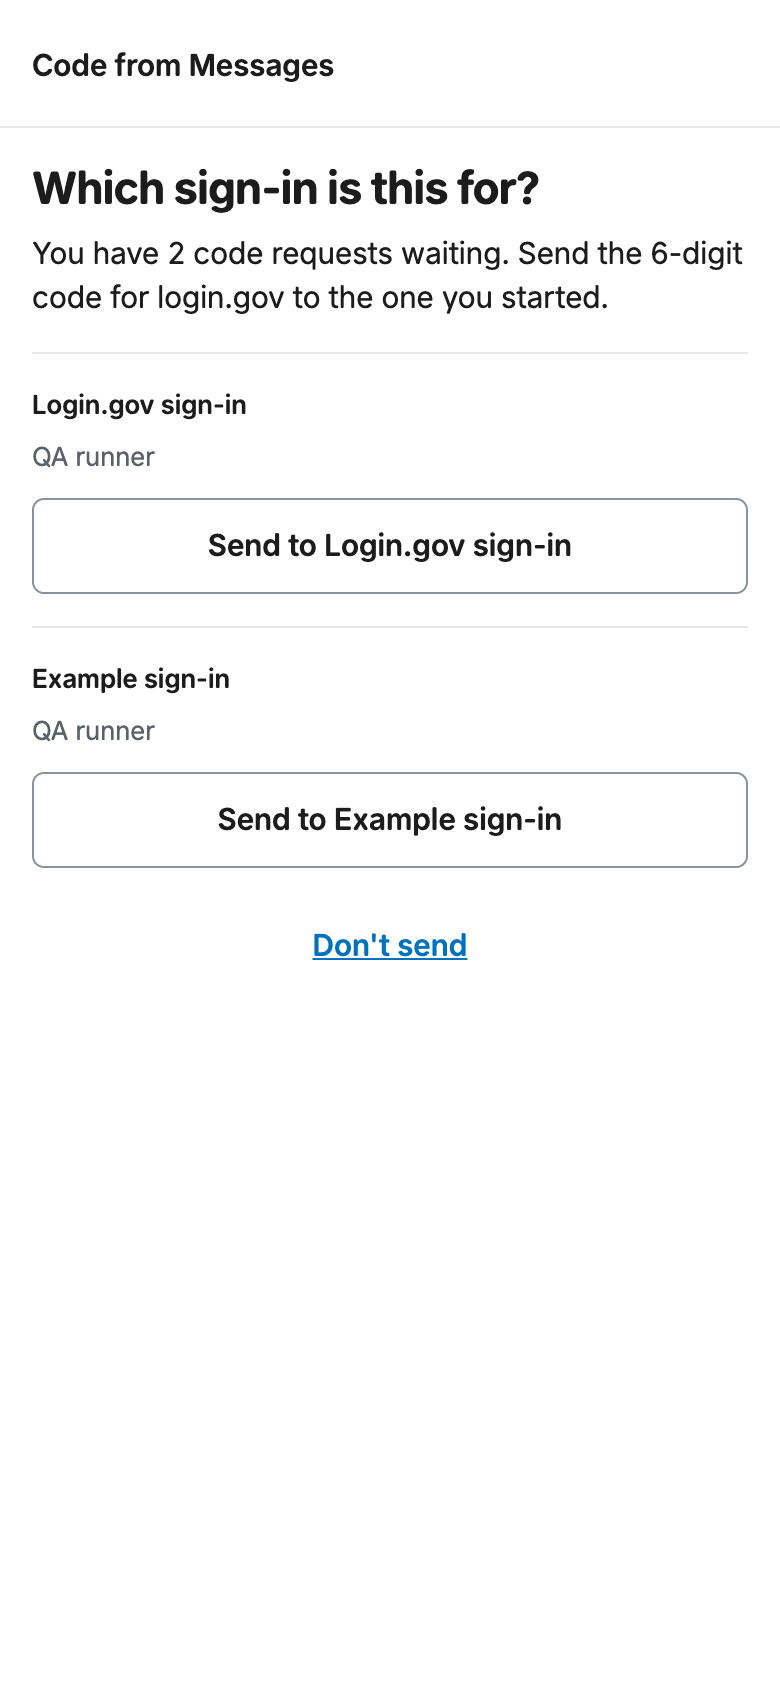 Code from Messages
Which sign-in is this for?
You have 2 code requests waiting. Send the 6-digit
code for login.gov to the one you started.
Login.gov sign-in
QA runner
Send to Login.gov sign-in
Example sign-in
QA runner
Send to Example sign-in
Don't send